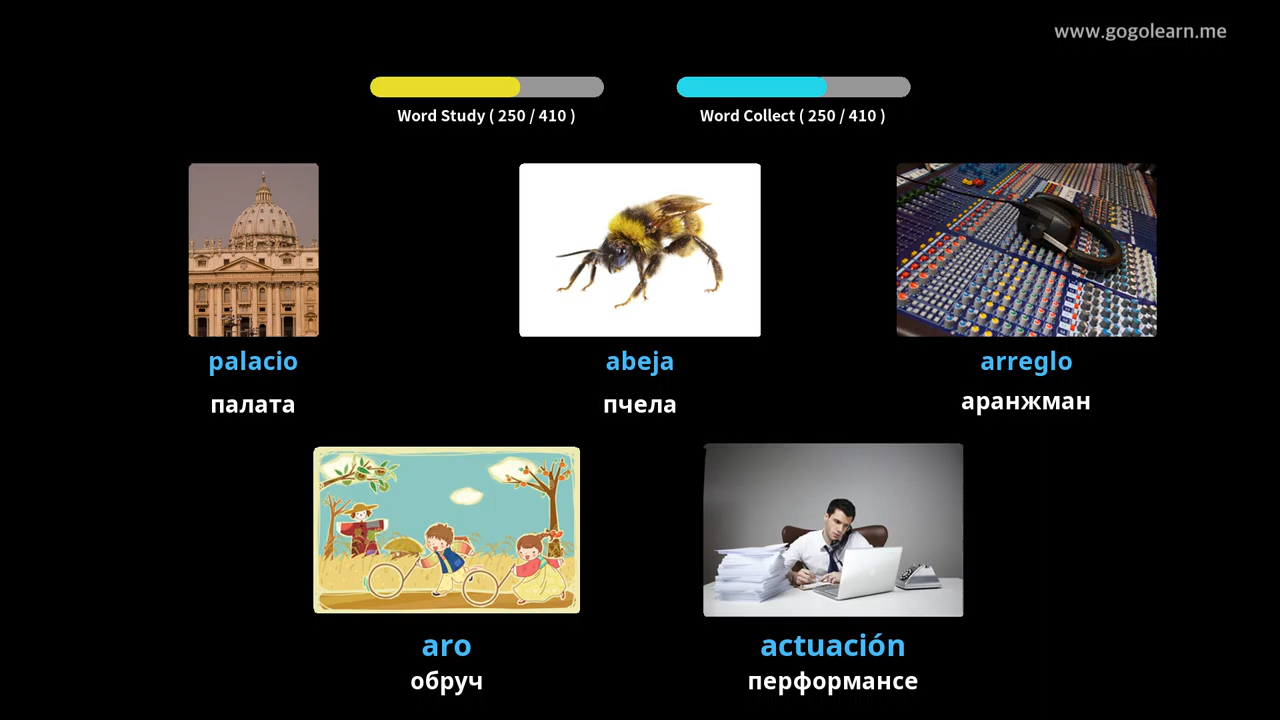 www.gogolearn.me
Word Study ( 250 / 410 )
Word Collect ( 250 / 410 )
palacio
палата
abeja
пчела
arreglo
аранжман
aro
обруч
actuación
перформансе